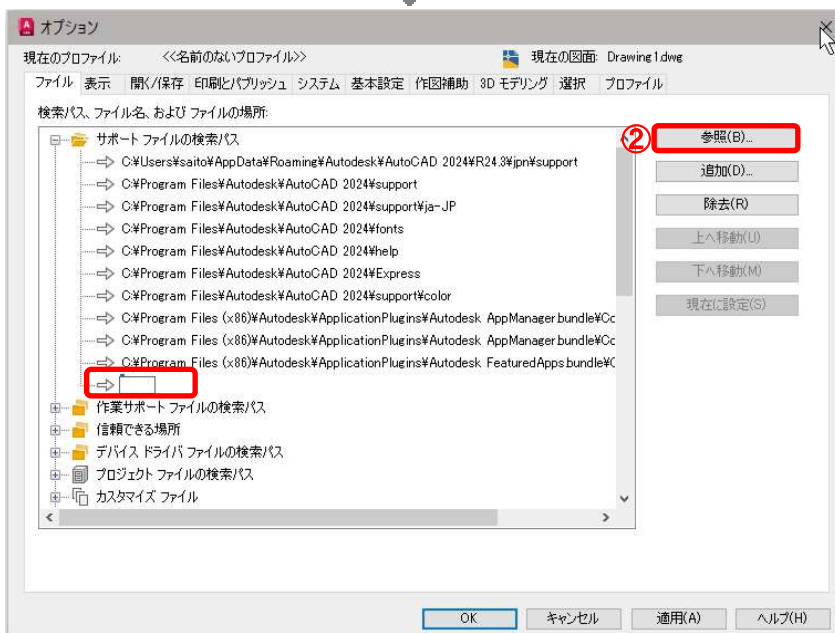 オプション
現在のプロファイル: <<名前のないプロファイル>> 現在の図面: Drawing1.dwg
ファイル 表示 開く/保存 印刷とパブリッシュ システム 基本設定 作図補助 3D モデリング 選択 プロファイル
検索パス、ファイル名、および ファイルの場所:
サポート ファイルの検索パス
C:¥Users¥saito¥AppData¥Roaming¥Autodesk¥AutoCAD 2024¥R24.3¥jpn¥support
C:¥Program Files¥Autodesk¥AutoCAD 2024¥support
C:¥Program Files¥Autodesk¥AutoCAD 2024¥support¥ja-JP
C:¥Program Files¥Autodesk¥AutoCAD 2024¥fonts
C:¥Program Files¥Autodesk¥AutoCAD 2024¥help
C:¥Program Files¥Autodesk¥AutoCAD 2024¥Express
C:¥Program Files¥Autodesk¥AutoCAD 2024¥support¥color
C:¥Program Files (x86)¥Autodesk¥ApplicationPlugins¥Autodesk AppManager.bundle¥Cc
C:¥Program Files (x86)¥Autodesk¥ApplicationPlugins¥Autodesk AppManager.bundle¥Cc
C:¥Program Files (x86)¥Autodesk¥ApplicationPlugins¥Autodesk FeaturedApps.bundle¥C
作業サポート ファイルの検索パス
信頼できる場所
デバイス ドライバ ファイルの検索パス
プロジェクト ファイルの検索パス
カスタマイズ ファイル
② 参照(B)...
追加(D)...
除去(R)
上へ移動(U)
下へ移動(M)
現在に設定(S)
OK キャンセル 適用(A) ヘルプ(H)